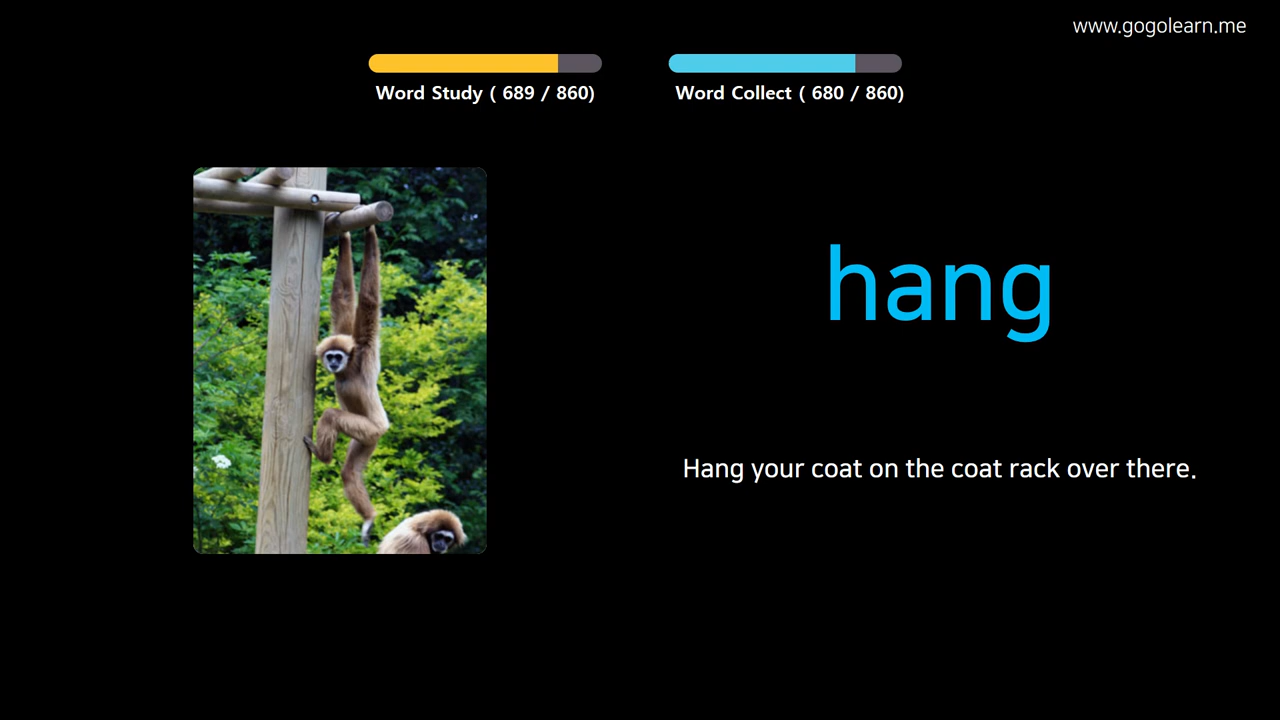 www.gogolearn.me
Word Study ( 689 / 860)
Word Collect ( 680 / 860)
hang
Hang your coat on the coat rack over there.